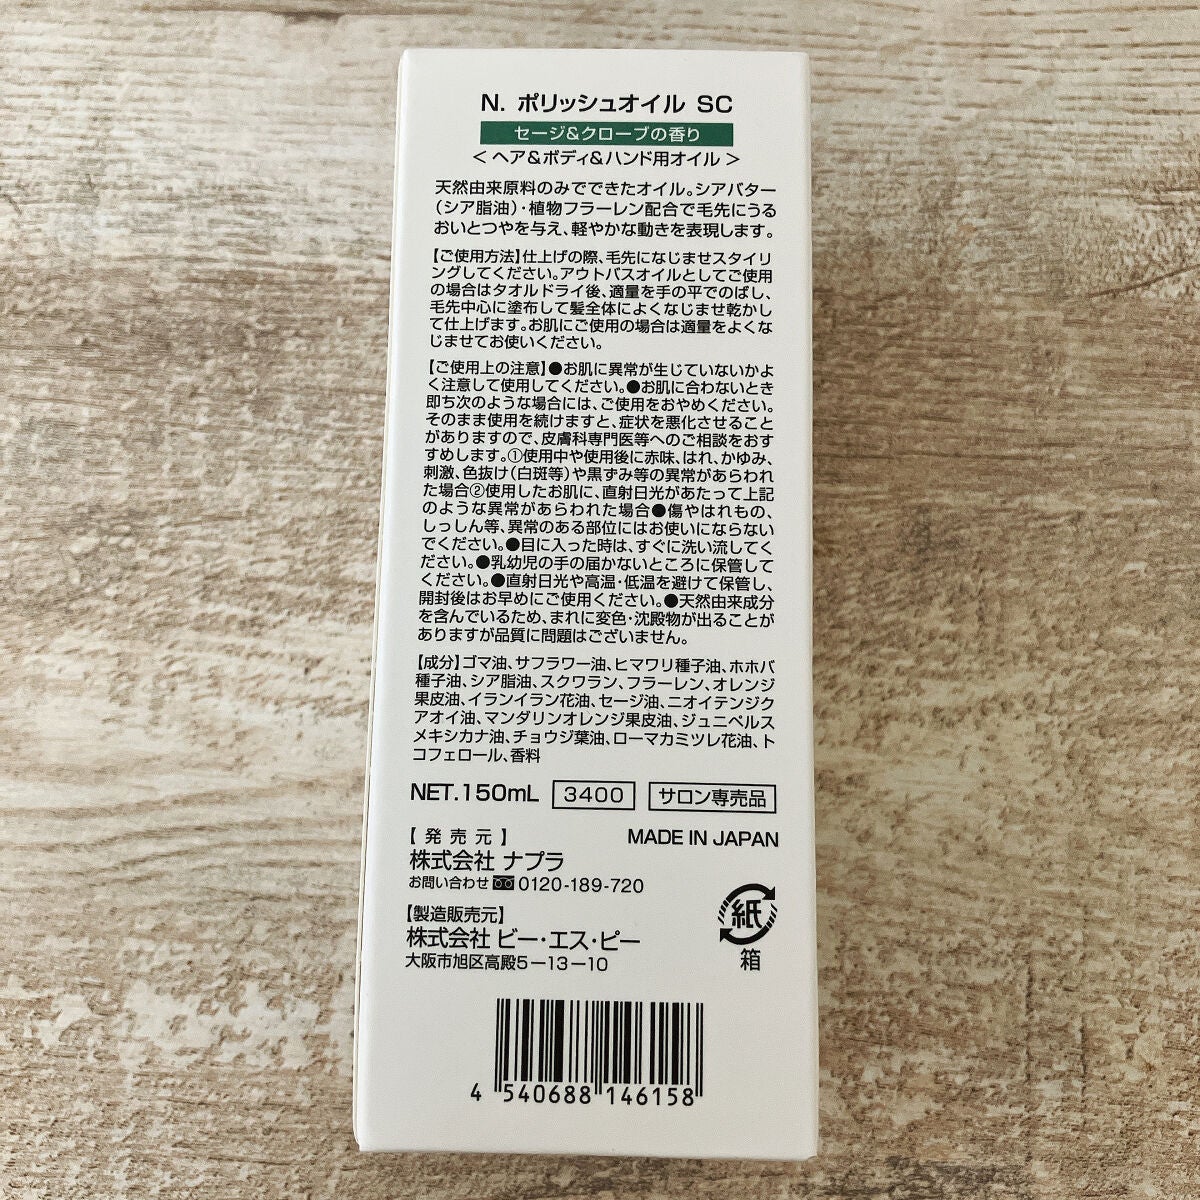 N. ポリッシュオイル SC
セージ&クローブの香り
< ヘア&ボディ&ハンド用オイル >
天然由来原料のみでできたオイル。シアバター
(シア脂油)・植物フラーレン配合で毛先にうる
おいとつやを与え、軽やかな動きを表現します。
【ご使用方法】仕上げの際、毛先になじませスタイリ
ングしてください。アウトバスオイルとしてご使用
の場合はタオルドライ後、適量を手の平でのばし、
毛先中心に塗布して髪全体によくなじませ乾かし
て仕上げます。お肌にご使用の場合は適量をよくな
じませてお使いください。
【ご使用上の注意】●お肌に異常が生じていないかよ
く注意して使用してください。●お肌に合わないとき
即ち次のような場合には、ご使用をおやめください。
そのまま使用を続けますと、症状を悪化させること
がありますので、皮膚科専門医等へのご相談をおす
すめします。①使用中や使用後に赤味、はれ、かゆみ、
刺激、色抜け(白斑等)や黒ずみ等の異常があらわれ
た場合②使用したお肌に、直射日光があたって上記
のような異常があらわれた場合●傷やはれもの、
しっしん等、異常のある部位にはお使いにならない
でください。●目に入った時は、すぐに洗い流してく
ださい。●乳幼児の手の届かないところに保管して
ください。●直射日光や高温・低温を避けて保管し、
開封後はお早めにご使用ください。●天然由来成分
を含んでいるため、まれに変色・沈殿物が出ることが
ありますが品質に問題はございません。
【成分】ゴマ油、サフラワー油、ヒマワリ種子油、ホホバ
種子油、シア脂油、スクワラン、フラーレン、オレンジ
果皮油、イランイラン花油、セージ油、ニオイテンジク
アオイ油、マンダリンオレンジ果皮油、ジュニペルス
メキシカナ油、チョウジ葉油、ローマカミツレ花油、ト
コフェロール、香料
NET.150mL 3400 サロン専売品
【発売元】 MADE IN JAPAN
株式会社 ナプラ
お問い合わせ 0120-189-720
【製造販売元】
株式会社 ビー・エス・ピー
大阪市旭区高殿5-13-10
紙
箱
4 540688 146158